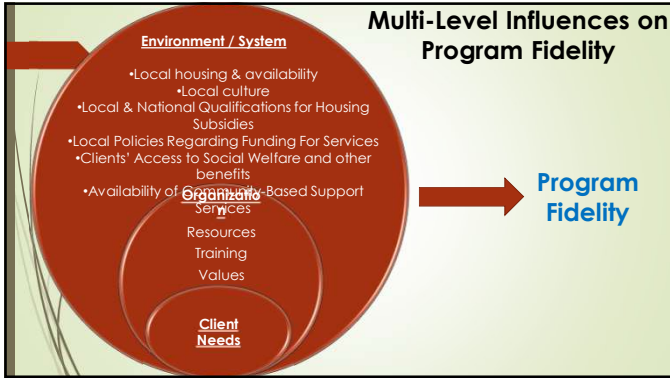 Multi-Level Influences on
Program Fidelity
Environment / System
•Local housing & availability
•Local culture
•Local & National Qualifications for Housing
Subsidies
•Local Policies Regarding Funding For Services
•Clients’ Access to Social Welfare and other
benefits
•Availability of Community-Based Support
Services
Organizatio
n
Resources
Training
Values
Client
Needs
Program
Fidelity